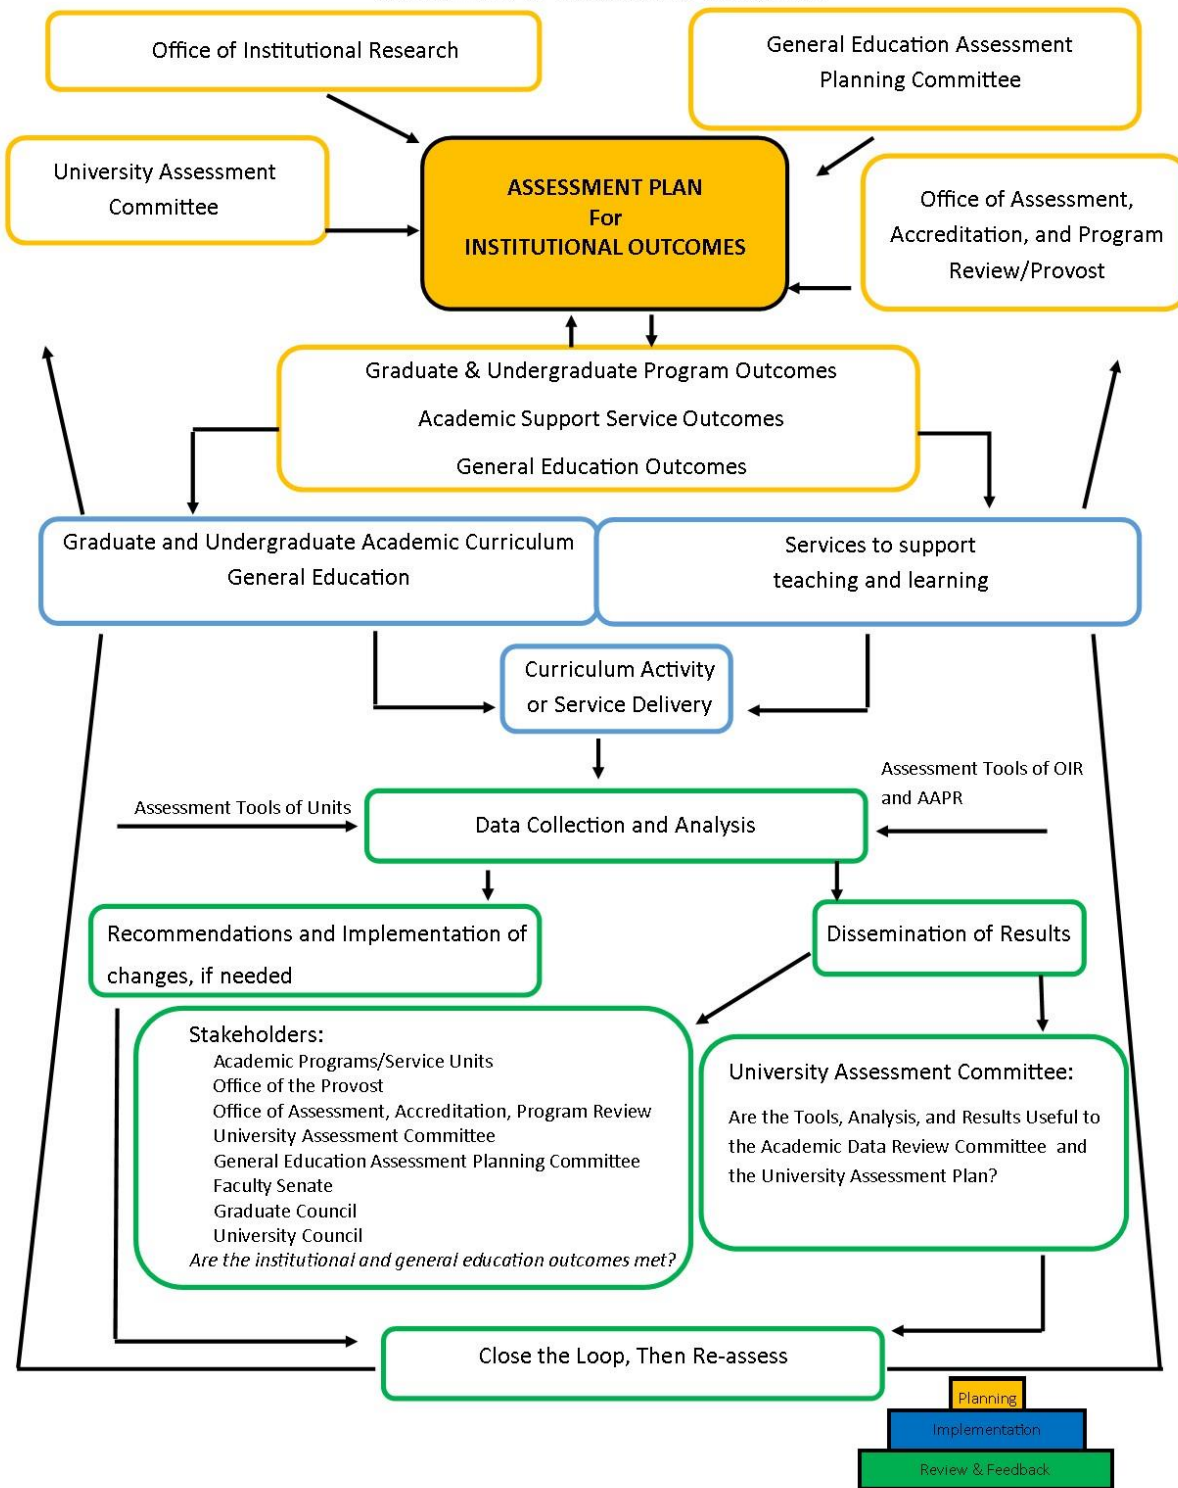 Office of Institutional Research
General Education Assessment
Planning Committee
University Assessment
Committee
ASSESSMENT PLAN
For
INSTITUTIONAL OUTCOMES
Office of Assessment,
Accreditation, and Program
Review/Provost
Graduate & Undergraduate Program Outcomes
Academic Support Service Outcomes
General Education Outcomes
Graduate and Undergraduate Academic Curriculum
General Education
Services to support
teaching and learning
Curriculum Activity
or Service Delivery
Assessment Tools of Units
Assessment Tools of OIR
and AAPR
Data Collection and Analysis
Recommendations and Implementation of
changes, if needed
Dissemination of Results
Stakeholders:
Academic Programs/Service Units
Office of the Provost
Office of Assessment, Accreditation, Program Review
University Assessment Committee
General Education Assessment Planning Committee
Faculty Senate
Graduate Council
University Council
Are the institutional and general education outcomes met?
University Assessment Committee:
Are the Tools, Analysis, and Results Useful to
the Academic Data Review Committee and
the University Assessment Plan?
Close the Loop, Then Re-assess
Planning
Implementation
Review & Feedback